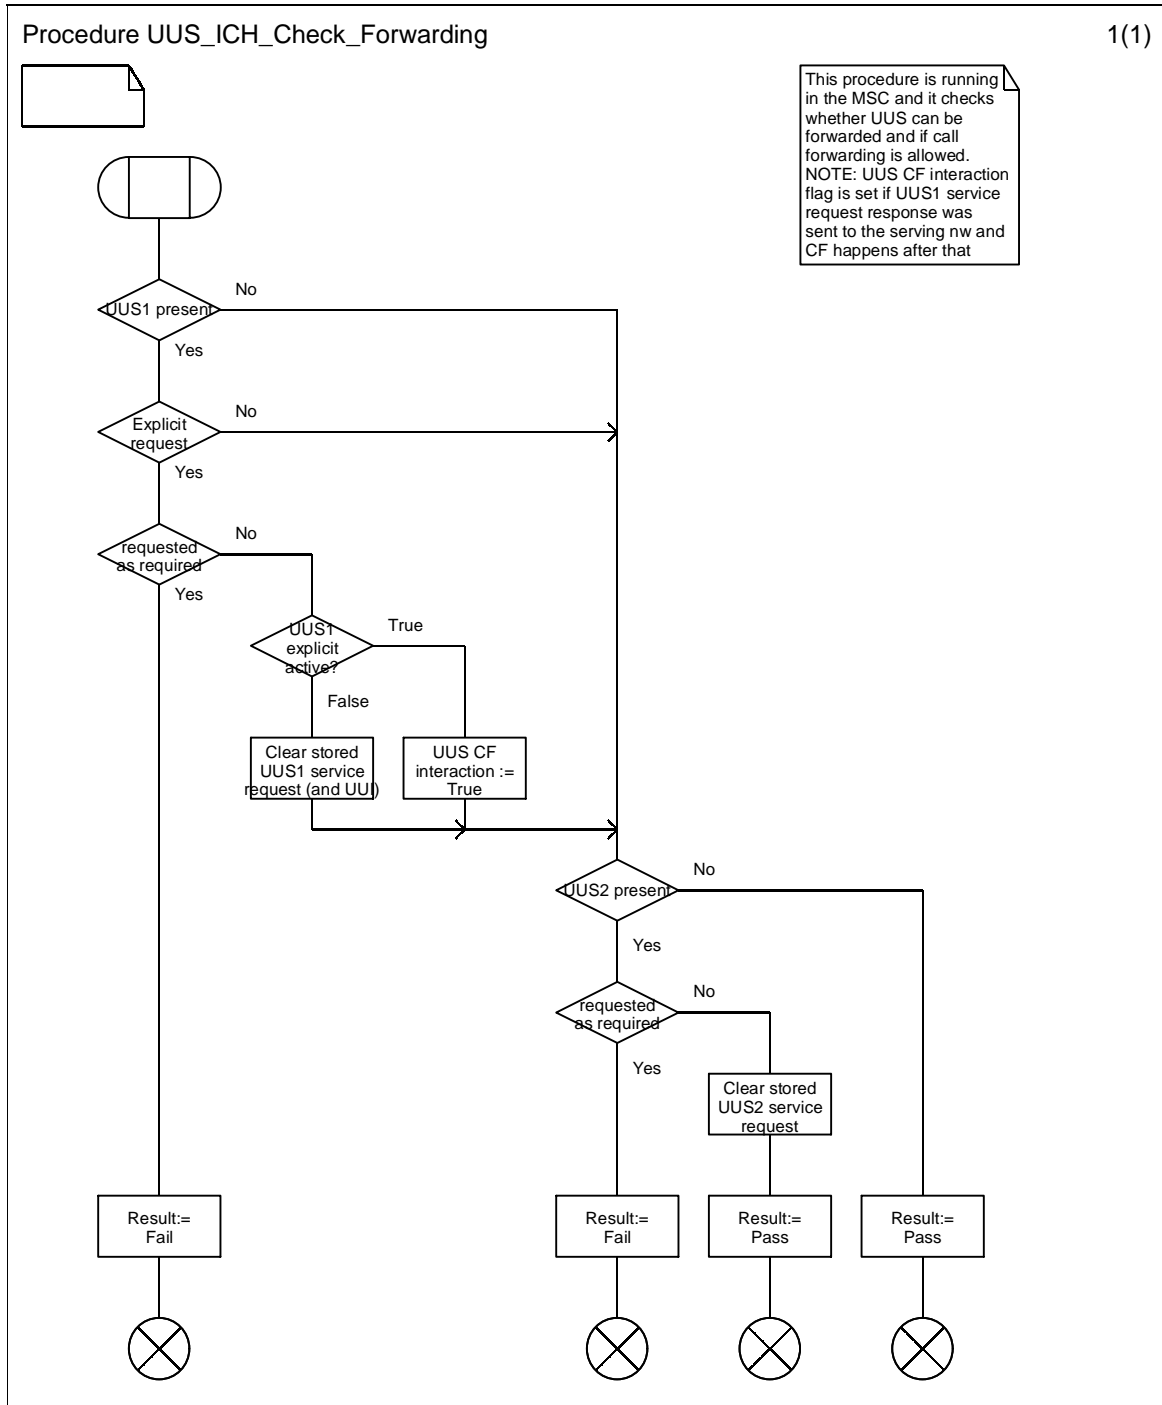 Procedure UUS_ICH_Check_Forwarding
1(1)
This procedure is running
in the MSC and it checks
whether UUS can be
forwarded and if call
forwarding is allowed.
NOTE: UUS CF interaction
flag is set if UUS1 service
request response was
sent to the serving nw and
CF happens after that
UUS1 present
No
Yes
Explicit
request
No
Yes
requested
as required
No
Yes
UUS1
explicit
active?
True
False
Clear stored
UUS1 service
request (and UUI)
UUS CF
interaction :=
True
UUS2 present
No
Yes
requested
as required
No
Yes
Clear stored
UUS2 service
request
Result:=
Fail
Result:=
Fail
Result:=
Pass
Result:=
Pass